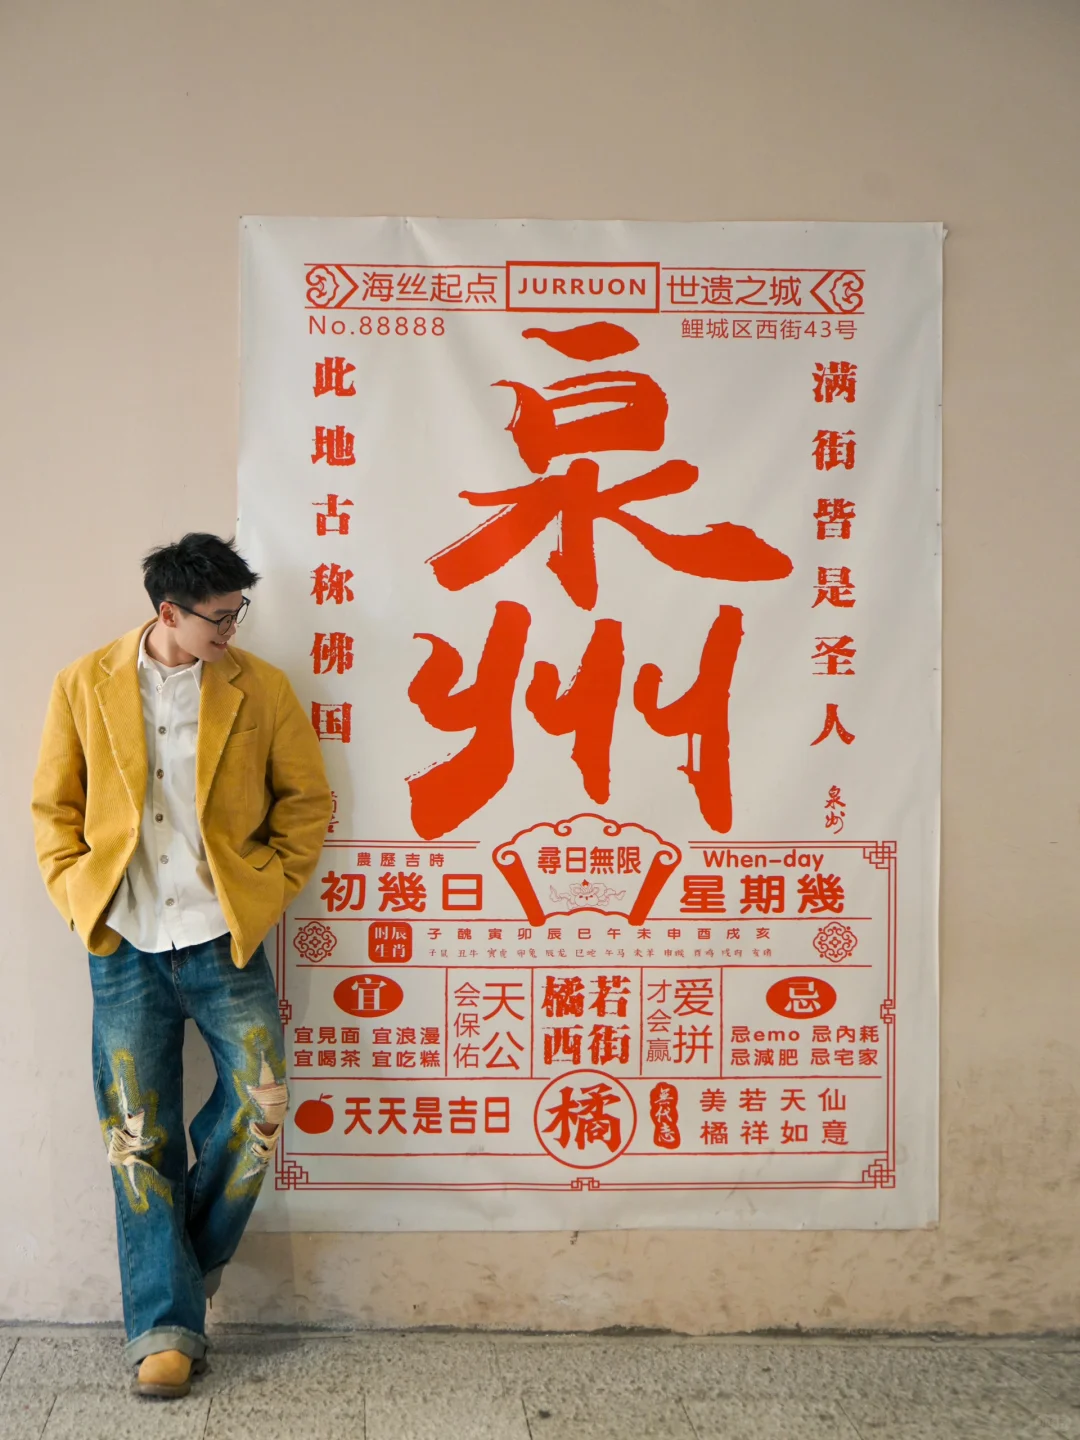 海丝起点 JURRUON 世遗之城
No.88888 鲤城区西街43号
泉州
此地古称佛国
满街皆是圣人
泉州
農歷吉時
初幾日
尋日無限
When-day
星期幾
时辰生肖
子 醜 寅 卯 辰 巳 午 未 申 酉 戌 亥
宜
宜見面 宜浪漫
宜喝茶 宜吃糕
天公
会保佑
橘若
西街
爱拼
才会赢
忌
忌emo 忌內耗
忌減肥 忌宅家
天天是吉日
橘
無代志
美若天仙
橘祥如意